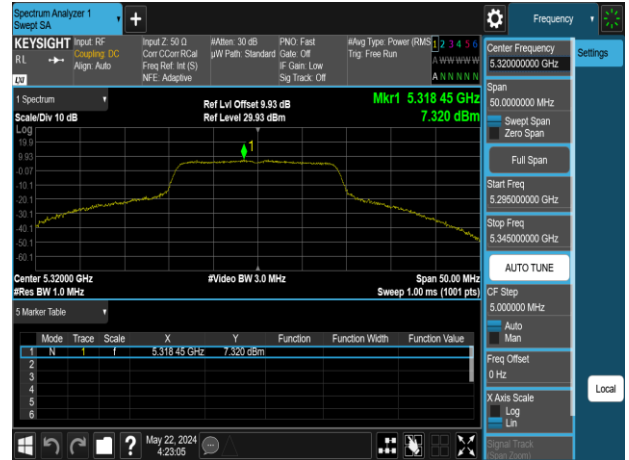 Spectrum Analyzer 1
Swept SA
+
Frequency
KEYSIGHT
RL
LXI
Input: RF
Coupling: DC
Align: Auto
Input Z: 50 Ω
Corr CCorr RCal
Freq Ref: Int (S)
NFE: Adaptive
#Atten: 30 dB
µW Path: Standard
PNO: Fast
Gate: Off
IF Gain: Low
Sig Track: Off
#Avg Type: Power (RMS
Trig: Free Run
1 2 3 4 5 6
A W W W W W
A N N N N N
Center Frequency
5.320000000 GHz
Settings
Span
50.0000000 MHz
Swept Span
Zero Span
Full Span
Start Freq
5.295000000 GHz
Stop Freq
5.345000000 GHz
AUTO TUNE
CF Step
5.000000 MHz
Auto
Man
Freq Offset
0 Hz
X Axis Scale
Log
Lin
Signal Track
(Span Zoom)
Local
1 Spectrum
Scale/Div 10 dB
Ref Lvl Offset 9.93 dB
Ref Level 29.93 dBm
Mkr1 5.318 45 GHz
7.320 dBm
Log
19.9
9.93
-0.07
-10.1
-20.1
-30.1
-40.1
-50.1
-60.1
1
Center 5.32000 GHz
#Res BW 1.0 MHz
#Video BW 3.0 MHz
Span 50.00 MHz
Sweep 1.00 ms (1001 pts)
5 Marker Table
Mode Trace Scale X Y Function Function Width Function Value
1 N 1 f 5.318 45 GHz 7.320 dBm
2
3
4
5
6
?
May 22, 2024
4:23:05